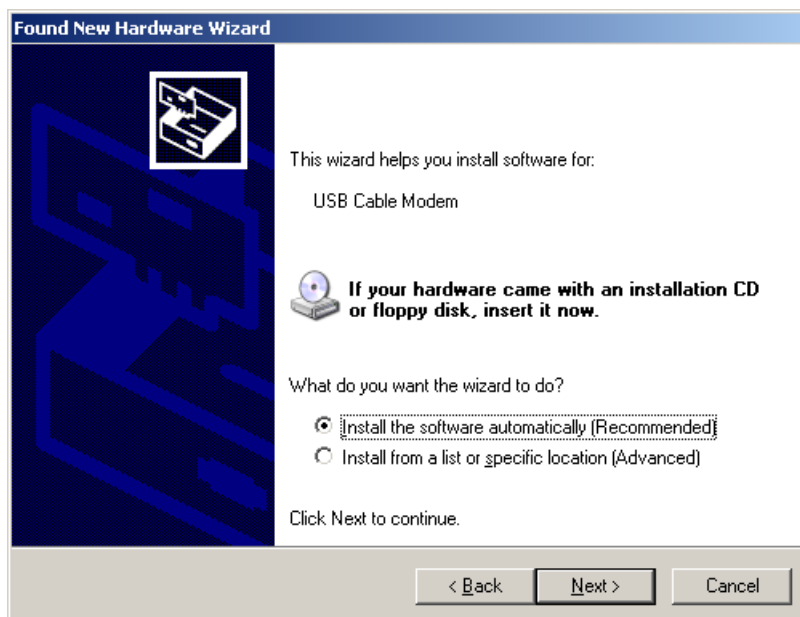 Found New Hardware Wizard
This wizard helps you install software for:
USB Cable Modem
If your hardware came with an installation CD
or floppy disk, insert it now.
What do you want the wizard to do?
Install the software automatically (Recommended)
Install from a list or specific location (Advanced)
Click Next to continue.
< Back
Next >
Cancel